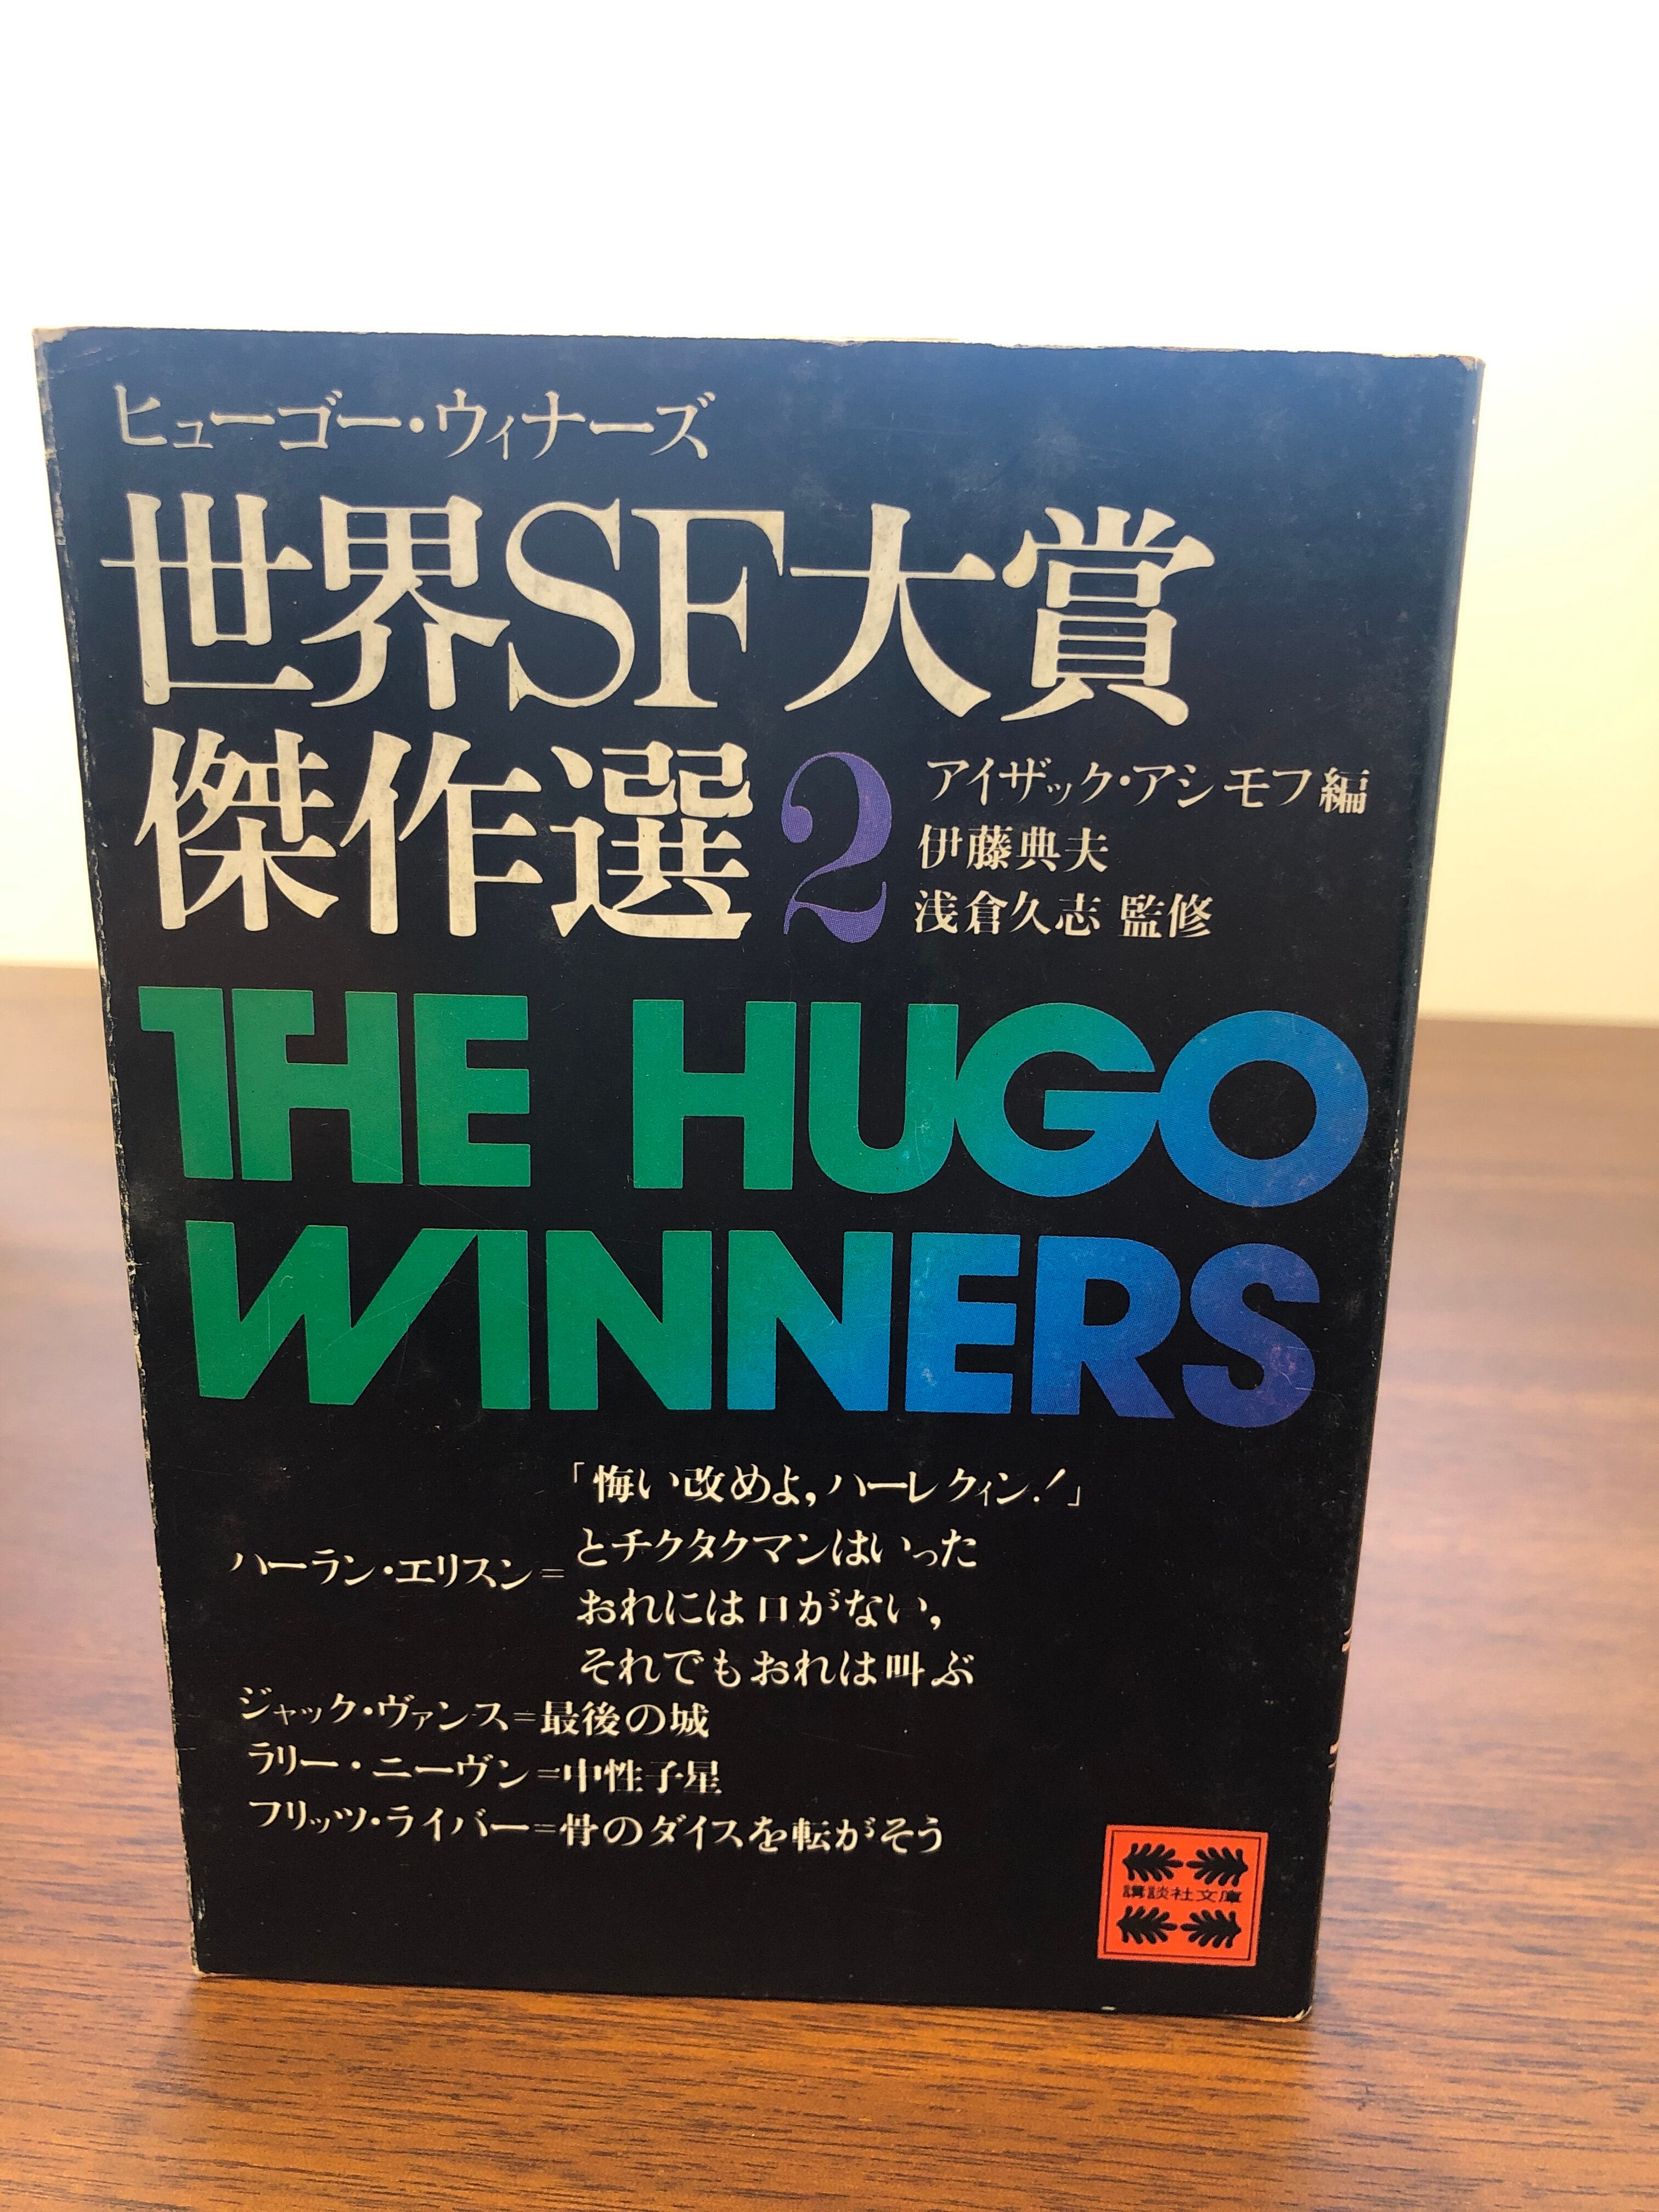 ヒューゴー・ウィナーズ
世界SF大賞
傑作選2
アイザック・アシモフ編
伊藤典夫
浅倉久志 監修
THE HUGO
WINNERS
ハーラン・エリスン=
「悔い改めよ,ハーレクィン!」
とチクタクマンはいった
おれには口がない,
それでもおれは叫ぶ
ジャック・ヴァンス=最後の城
ラリー・ニーヴン=中性子星
フリッツ・ライバー=骨のダイスを転がそう
講談社文庫